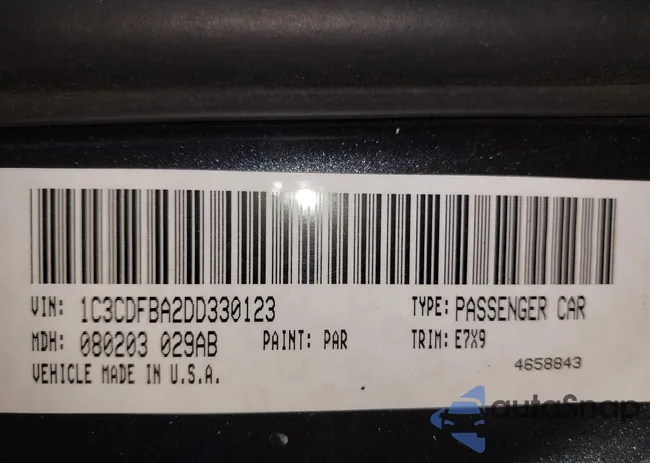 VIN: 1C3CDFBA2DD330123 TYPE: PASSENGER CAR
MDH: 080203 029AB PAINT: PAR TRIM: E7X9
VEHICLE MADE IN U.S.A. 4658843
autoSnap